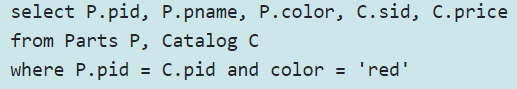 select P.pid, P.pname, P.color, C.sid, C.price
from Parts P, Catalog C
where P.pid = C.pid and color = 'red'